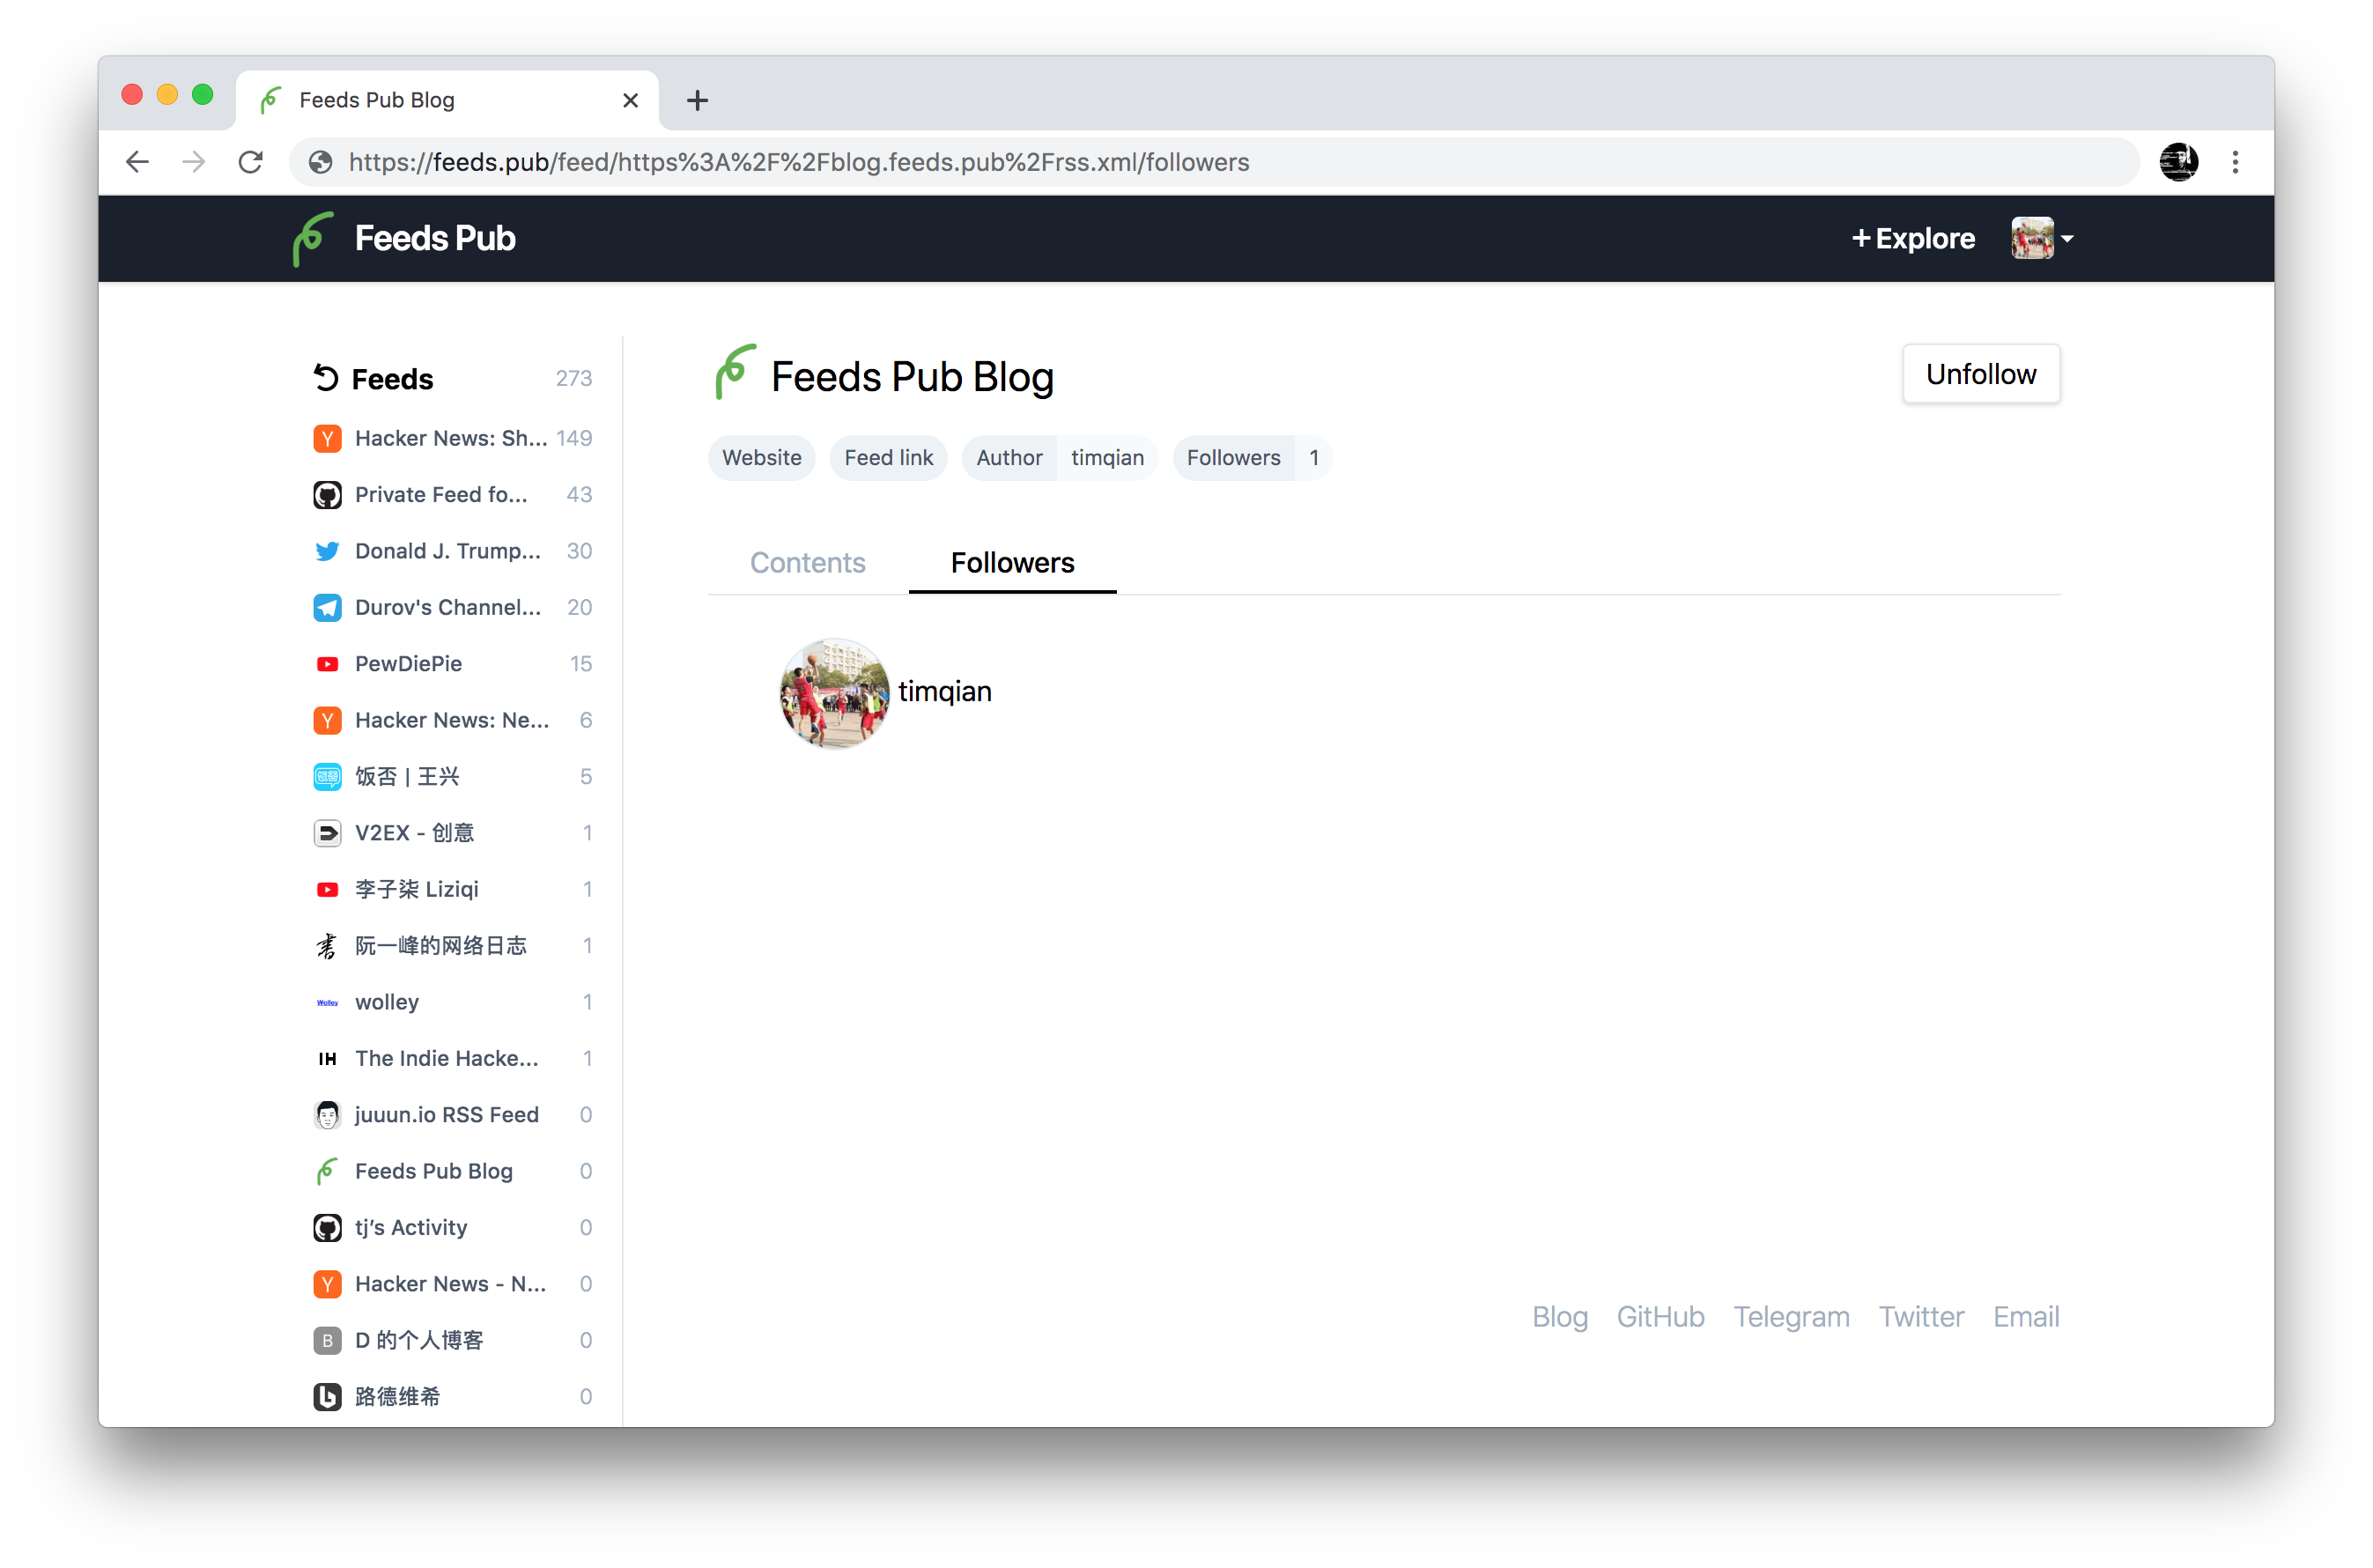 Feeds Pub Blog
https://feeds.pub/feed/https%3A%2F%2Fblog.feeds.pub%2Frss.xml/followers
Feeds Pub
+ Explore
Feeds 273
Hacker News: Sh... 149
Private Feed fo... 43
Donald J. Trump... 30
Durov's Channel... 20
PewDiePie 15
Hacker News: Ne... 6
饭否 | 王兴 5
V2EX - 创意 1
李子柒 Liziqi 1
阮一峰的网络日志 1
Wolley wolley 1
IH The Indie Hacke... 1
juuun.io RSS Feed 0
Feeds Pub Blog 0
tj’s Activity 0
Hacker News - N... 0
B D 的个人博客 0
路德维希 0
Feeds Pub Blog
Unfollow
Website Feed link Author timqian Followers 1
Contents Followers
timqian
Blog GitHub Telegram Twitter Email